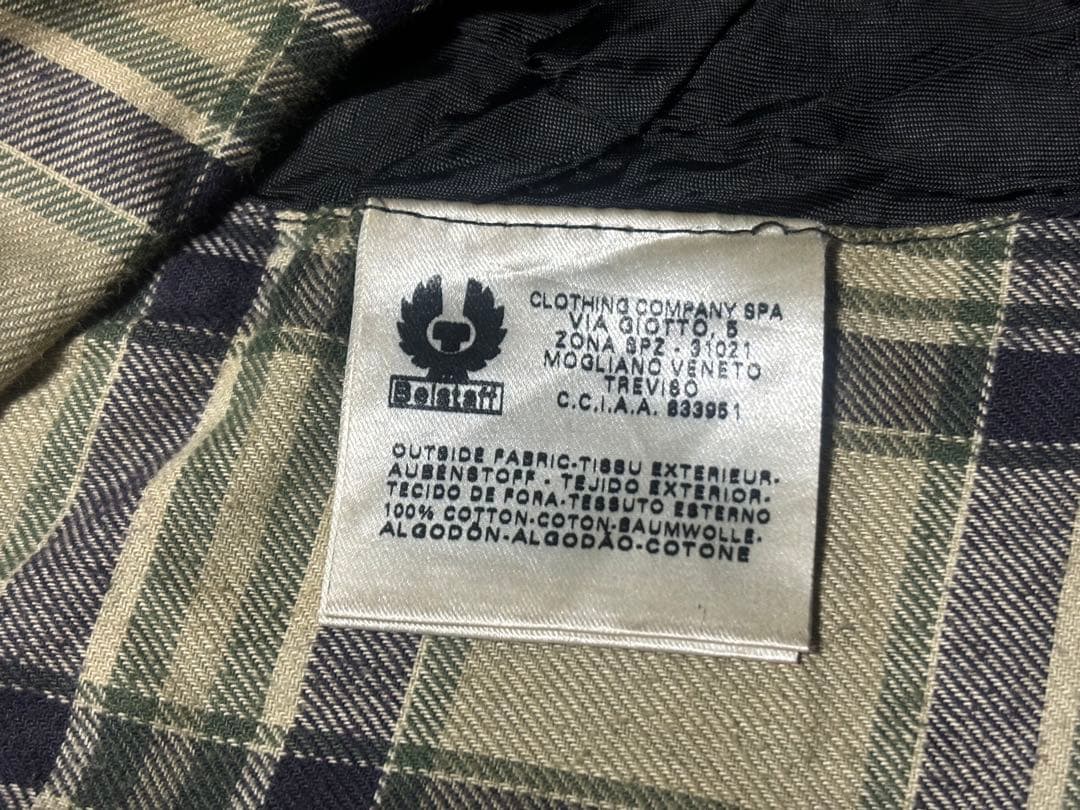 Belstaff
CLOTHING COMPANY SPA
VIA GIOTTO, 5
ZONA SPZ - 31021
MOGLIANO VENETO
TREVISO
C.C.I.A.A. 833951
OUTSIDE FABRIC-TISSU EXTERIEUR-
AUBENSTOFF - TEJIDO EXTERIOR-
TECIDO DE FORA-TESSUTO ESTERNO
100% COTTON-COTON-BAUMWOLLE-
ALGODÓN-ALGODÃO-COTONE